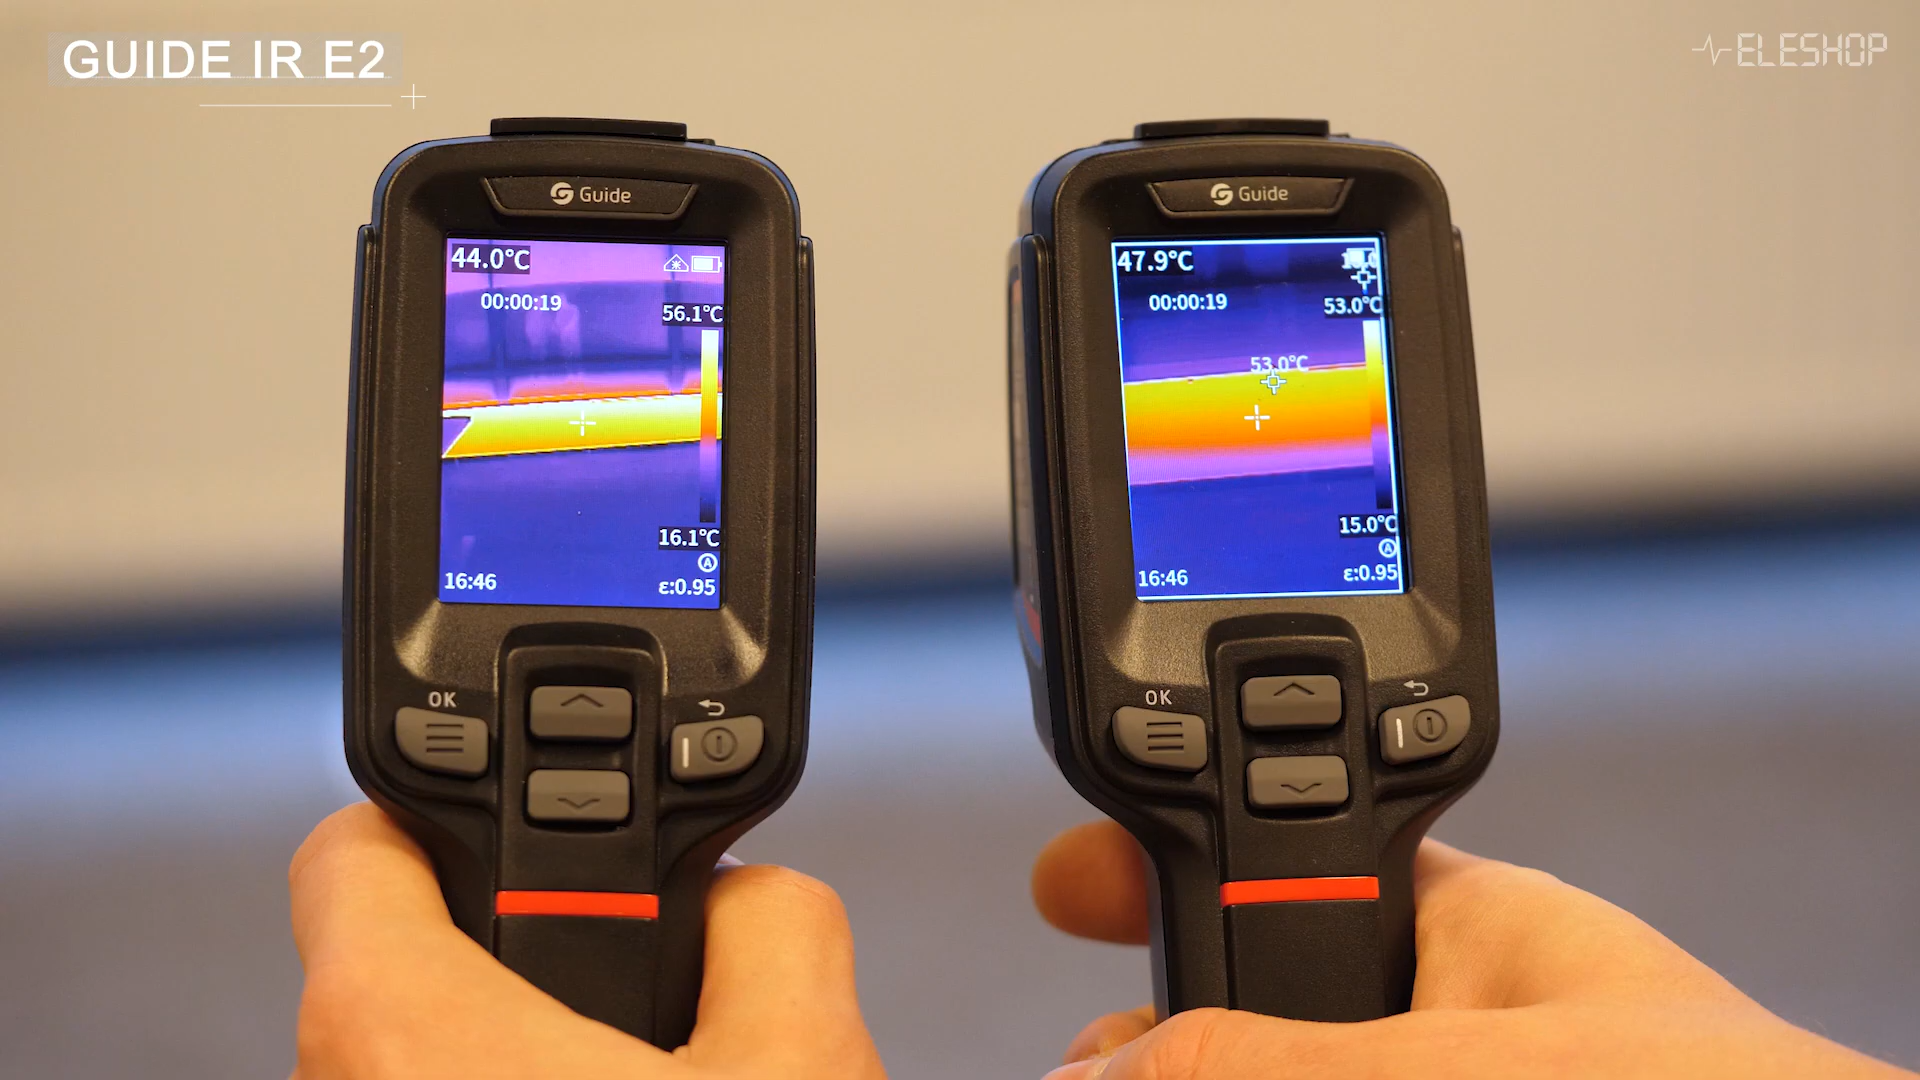 GUIDE IR E2
ELESHOP
Guide
44.0°C
00:00:19
56.1°C
16.1°C
A
16:46
ε:0.95
OK
Guide
47.9°C
00:00:19
53.0°C
53.0°C
15.0°C
A
16:46
ε:0.95
OK